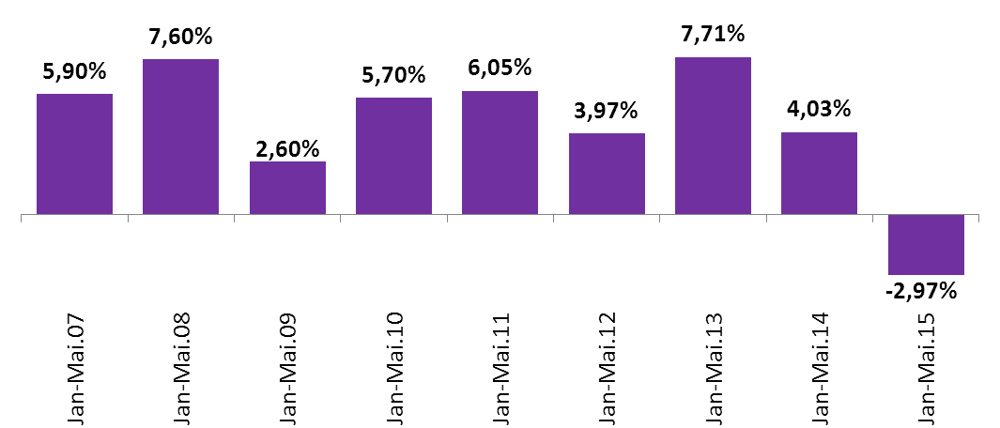 5,90%
7,60%
2,60%
5,70%
6,05%
3,97%
7,71%
4,03%
-2,97%
Jan-Mai.07
Jan-Mai.08
Jan-Mai.09
Jan-Mai.10
Jan-Mai.11
Jan-Mai.12
Jan-Mai.13
Jan-Mai.14
Jan-Mai.15